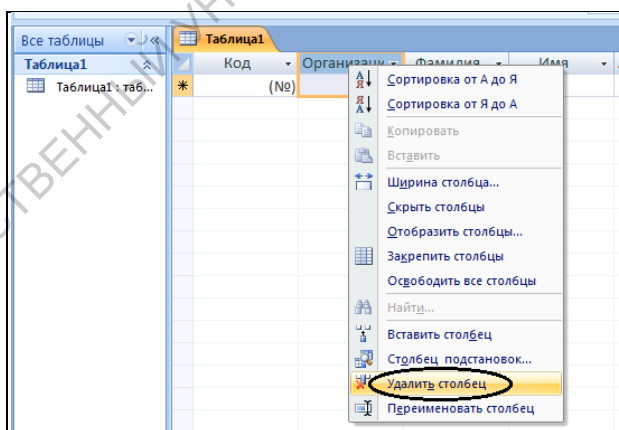 Все таблицы
Таблица1
Таблица1
Таблица1 : таб...
Код
Организаци
Фамилия
Имя
(№)
Сортировка от А до Я
Сортировка от Я до А
Копировать
Вставить
Ширина столбца...
Скрыть столбцы
Отобразить столбцы...
Закрепить столбцы
Освободить все столбцы
Найти...
Вставить столбец
Столбец подстановок...
Удалить столбец
Переименовать столбец